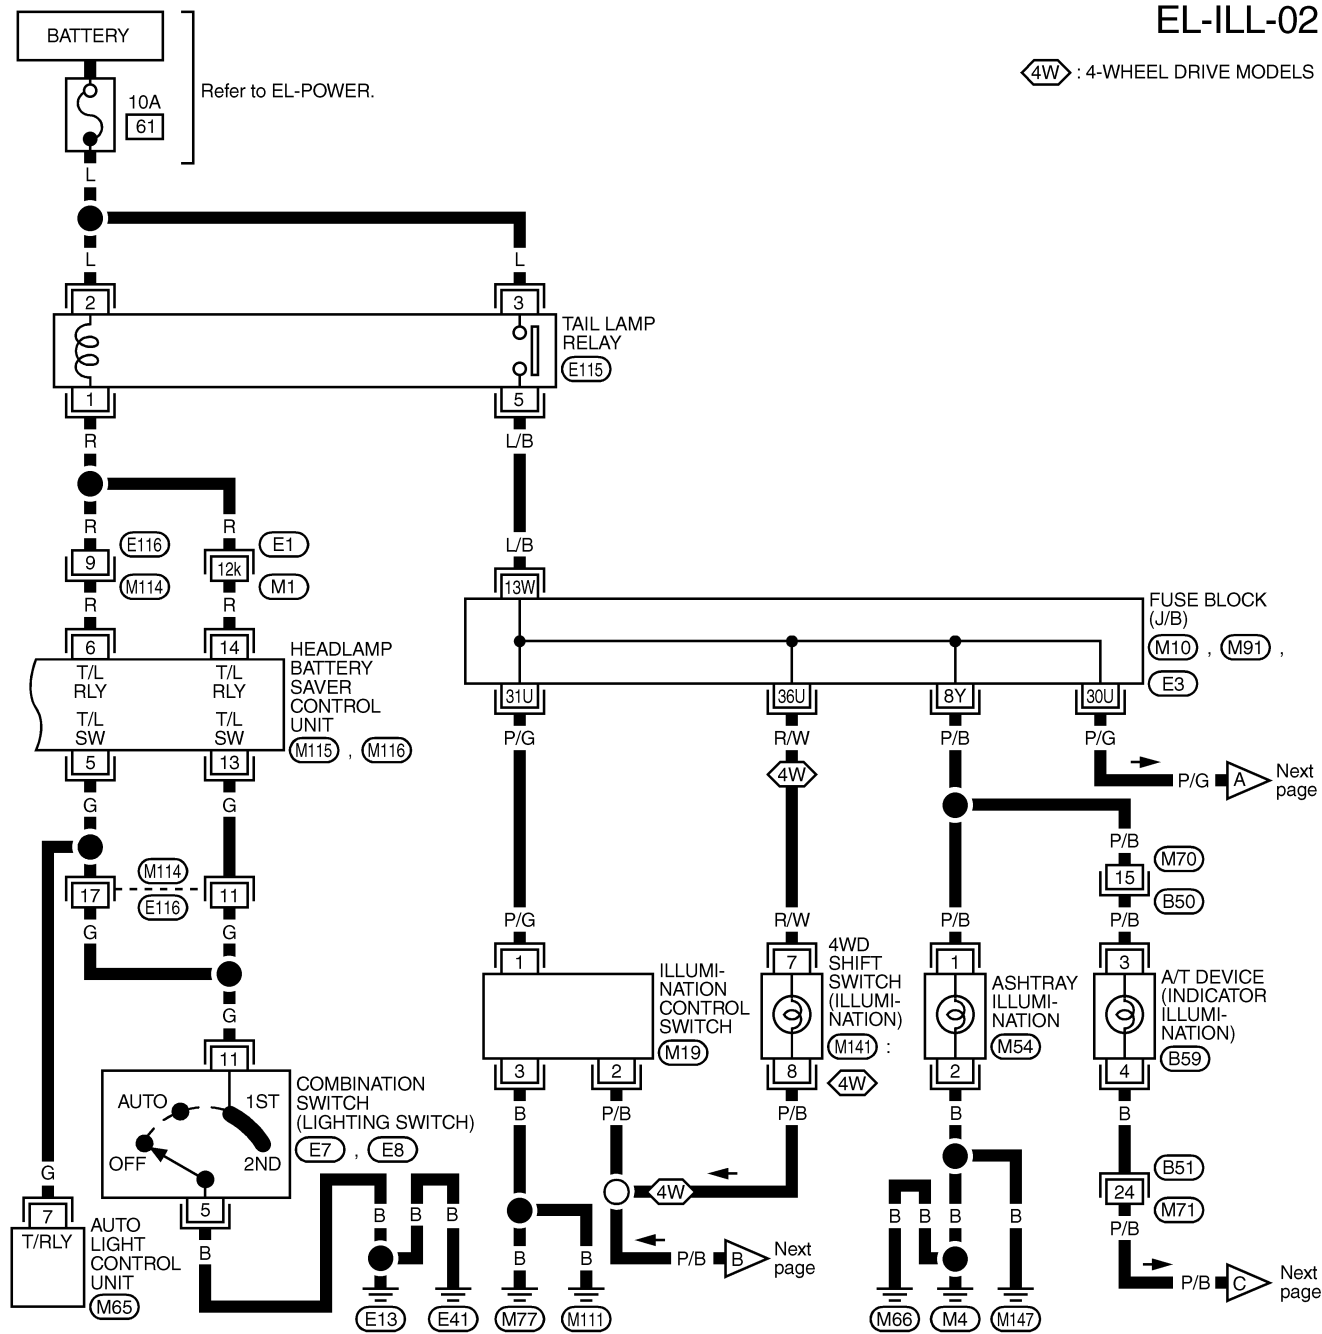 EL-ILL-02
BATTERY
4W : 4-WHEEL DRIVE MODELS
Refer to EL-POWER.
10A
61
L
L
L
2
3
TAIL LAMP
RELAY
E115
1
5
R
L/B
R
R
L/B
E116
E1
9
12k
13W
M114
M1
R
R
FUSE BLOCK
(J/B)
M10 , M91 ,
E3
6
14
HEADLAMP
BATTERY
SAVER
CONTROL
UNIT
M115 , M116
T/L
RLY
T/L
RLY
T/L
SW
T/L
SW
31U
36U
8Y
30U
P/G
R/W
P/B
P/G
5
13
4W
P/G
A
Next
page
G
G
P/B
M70
15
B50
M114
17
11
E116
G
G
P/G
R/W
P/B
P/B
1
7
1
3
ILLUMI-
NATION
CONTROL
SWITCH
M19
4WD
SHIFT
SWITCH
(ILLUMI-
NATION)
M141 :
4W
ASHTRAY
ILLUMI-
NATION
M54
A/T DEVICE
(INDICATOR
ILLUMI-
NATION)
B59
G
11
3
2
8
2
4
COMBINATION
SWITCH
(LIGHTING SWITCH)
E7 , E8
AUTO
1ST
OFF
2ND
B
P/B
P/B
B
B
B51
24
M71
4W
G
7
T/RLY
AUTO
LIGHT
CONTROL
UNIT
M65
5
B
B
B
B
B
B
P/B
B
Next
page
B
B
B
B
P/B
P/B
C
Next
page
E13
E41
M77
M111
M66
M4
M147